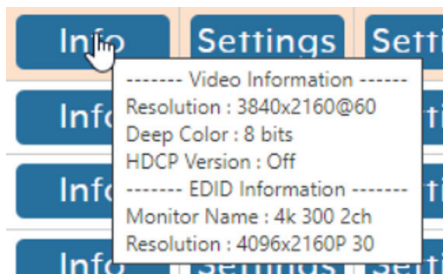 Info Settings Setti
------- Video Information ------
Resolution : 3840x2160@60
Deep Color : 8 bits
HDCP Version : Off
------- EDID Information -------
Monitor Name : 4k 300 2ch
Resolution : 4096x2160P 30
Info
Info
Info Settings